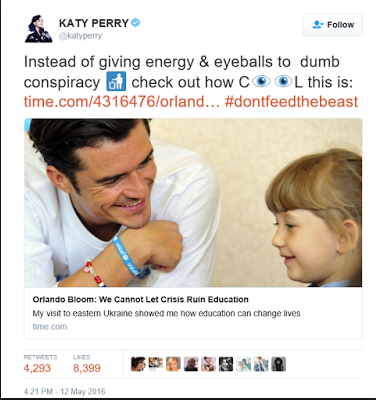 KATY PERRY
@katyperry
Follow
Instead of giving energy & eyeballs to dumb
conspiracy 🚮 check out how C👁👁L this is:
time.com/4316476/orland… #dontfeedthebeast
Orlando Bloom: We Cannot Let Crisis Ruin Education
My visit to eastern Ukraine showed me how education can change lives
time.com
RETWEETS LIKES
4,293 8,399
4:21 PM - 12 May 2016